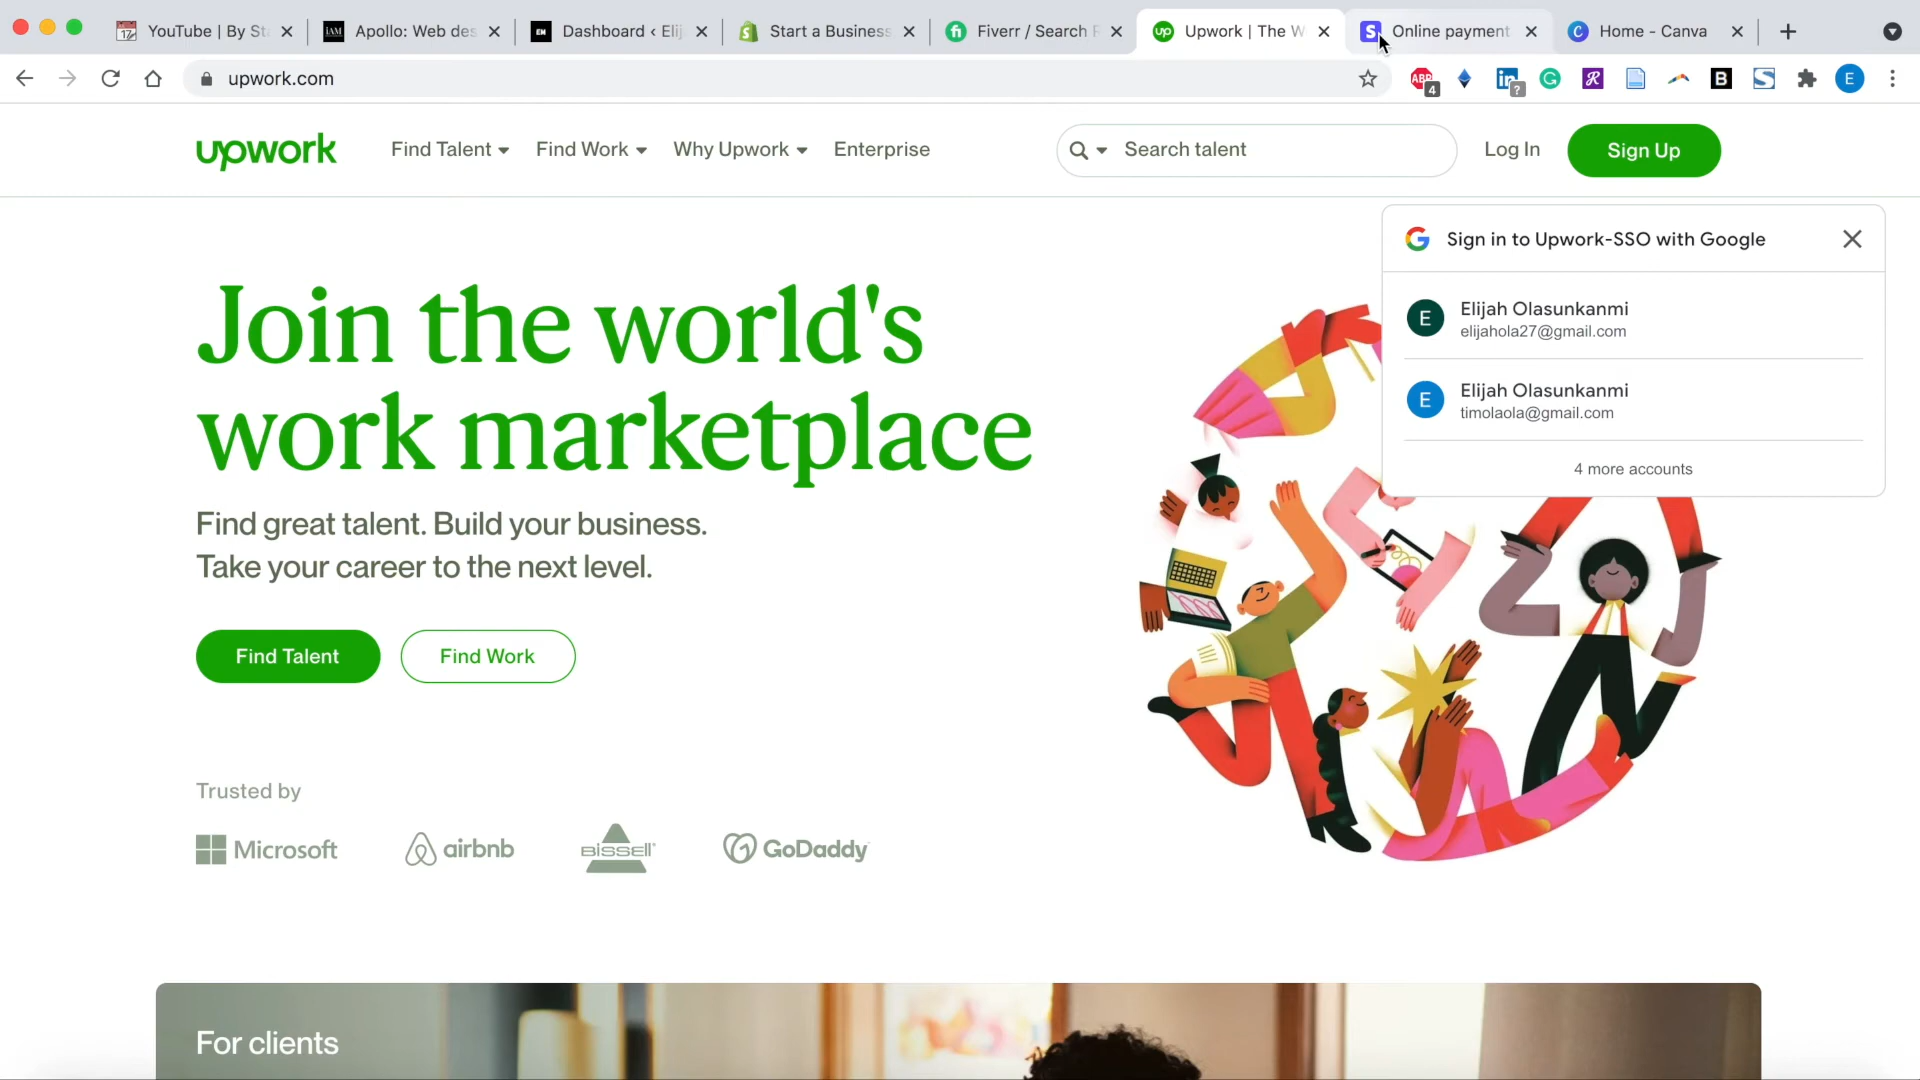 YouTube | By St
Apollo: Web des
Dashboard ‹ Elij
Start a Business
Fiverr / Search R
Upwork | The W
Online payment
Home - Canva
upwork.com
ABP
4
?
E
upwork
Find Talent
Find Work
Why Upwork
Enterprise
Search talent
Log In
Sign Up
Sign in to Upwork-SSO with Google
E
Elijah Olasunkanmi
elijahola27@gmail.com
E
Elijah Olasunkanmi
timolaola@gmail.com
4 more accounts
Join the world's
work marketplace
Find great talent. Build your business.
Take your career to the next level.
Find Talent
Find Work
Trusted by
Microsoft
airbnb
BISSELL
GoDaddy
For clients